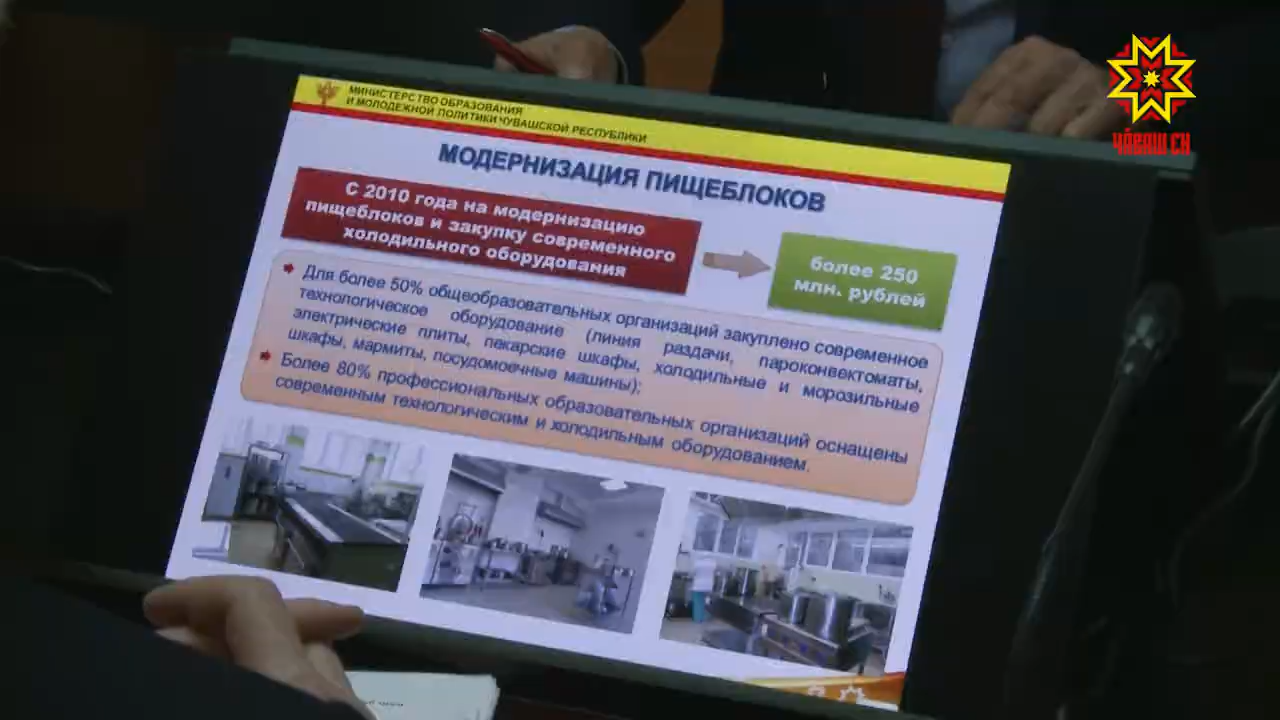 МИНИСТЕРСТВО ОБРАЗОВАНИЯ
И МОЛОДЕЖНОЙ ПОЛИТИКИ ЧУВАШСКОЙ РЕСПУБЛИКИ
ЧӐВАШ ЕН
МОДЕРНИЗАЦИЯ ПИЩЕБЛОКОВ
С 2010 года на модернизацию
пищеблоков и закупку современного
холодильного оборудования
более 250
млн. рублей
Для более 50% общеобразовательных организаций закуплено современное
технологическое оборудование (линия раздачи, пароконвектоматы,
электрические плиты, пекарские шкафы, холодильные и морозильные
шкафы, мармиты, посудомоечные машины);
Более 80% профессиональных образовательных организаций оснащены
современным технологическим и холодильным оборудованием.